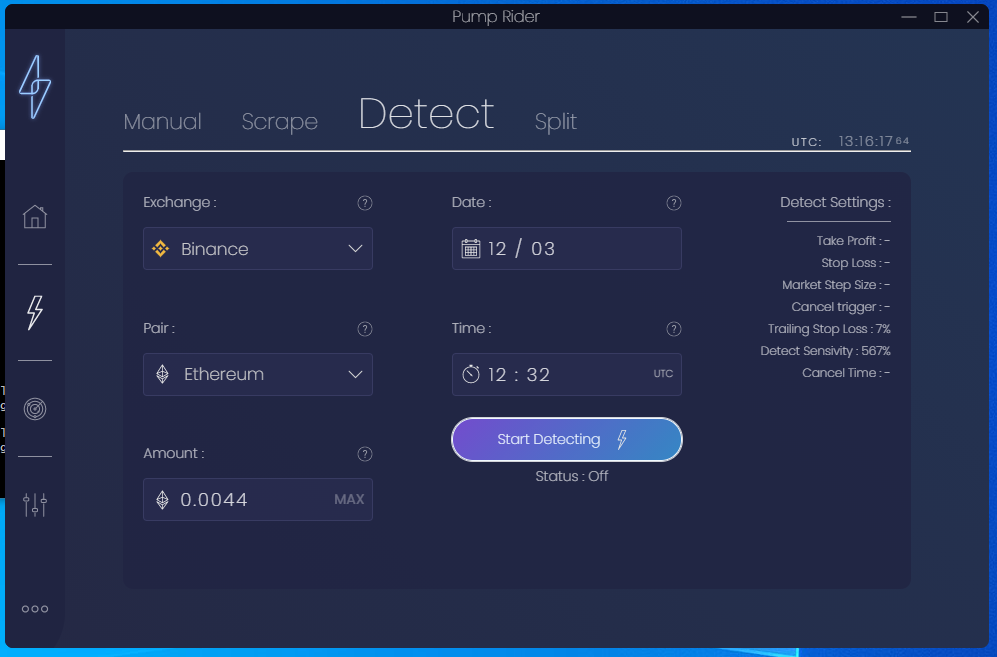 Pump Rider
Manual Scrape Detect Split
UTC: 13:16:17 64
Exchange :
Binance
Date :
12 / 03
Pair :
Ethereum
Time :
12 : 32 UTC
Amount :
0.0044 MAX
Start Detecting
Status : Off
Detect Settings :
Take Profit : -
Stop Loss : -
Market Step Size : -
Cancel trigger : -
Trailing Stop Loss : 7%
Detect Sensivity : 567%
Cancel Time : -